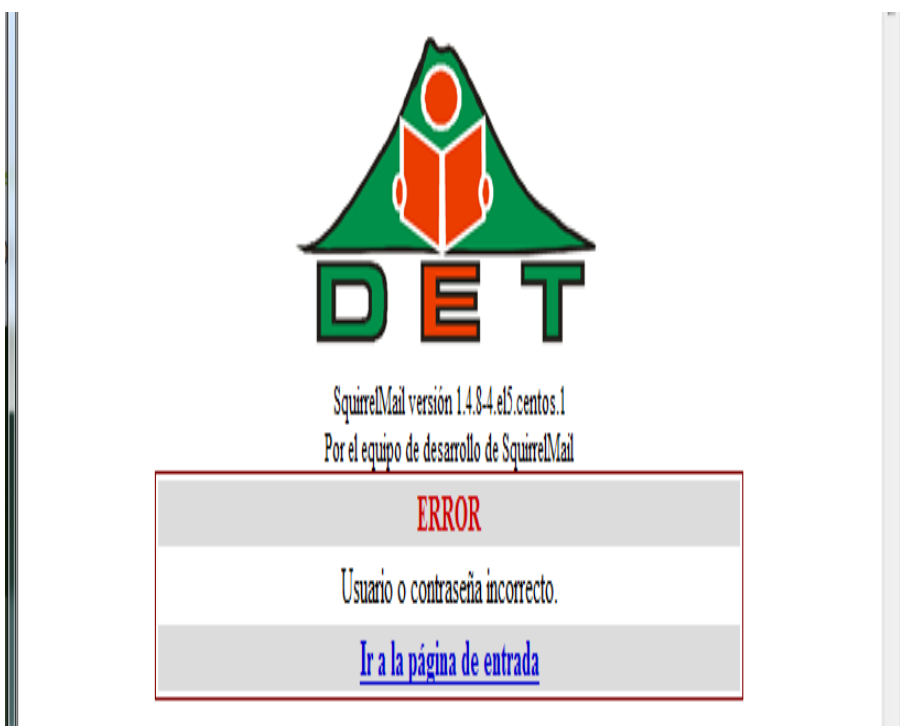 DET
SquirrelMail versión 1.4.8-4.el5.centos.1
Por el equipo de desarrollo de SquirrelMail
ERROR
Usuario o contraseña incorrecto.
Ir a la página de entrada